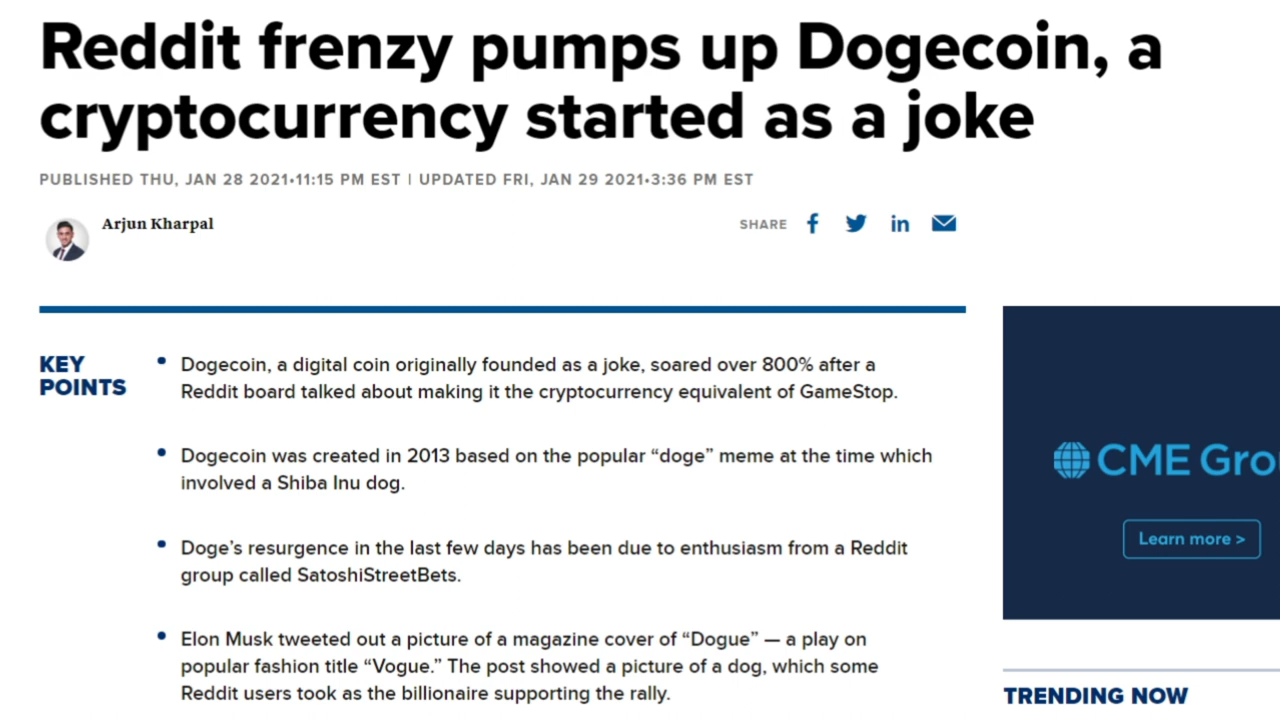 Reddit frenzy pumps up Dogecoin, a
cryptocurrency started as a joke
PUBLISHED THU, JAN 28 2021•11:15 PM EST | UPDATED FRI, JAN 29 2021•3:36 PM EST
Arjun Kharpal
SHARE
KEY
POINTS
Dogecoin, a digital coin originally founded as a joke, soared over 800% after a
Reddit board talked about making it the cryptocurrency equivalent of GameStop.
Dogecoin was created in 2013 based on the popular “doge” meme at the time which
involved a Shiba Inu dog.
Doge’s resurgence in the last few days has been due to enthusiasm from a Reddit
group called SatoshiStreetBets.
Elon Musk tweeted out a picture of a magazine cover of “Dogue” — a play on
popular fashion title “Vogue.” The post showed a picture of a dog, which some
Reddit users took as the billionaire supporting the rally.
CME Gro
Learn more >
TRENDING NOW